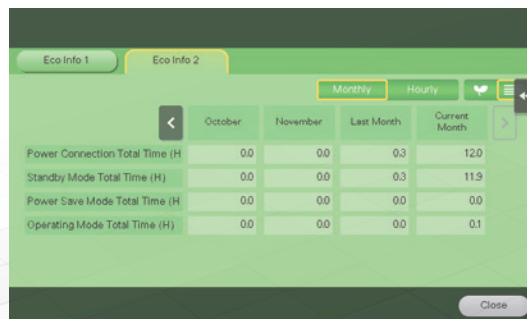 Eco Info 1 Eco Info 2
Monthly Hourly
October November Last Month Current Month
Power Connection Total Time (H 0.0 0.0 0.3 12.0
Standby Mode Total Time (H) 0.0 0.0 0.3 11.9
Power Save Mode Total Time (H 0.0 0.0 0.0 0.0
Operating Mode Total Time (H) 0.0 0.0 0.0 0.1
Close